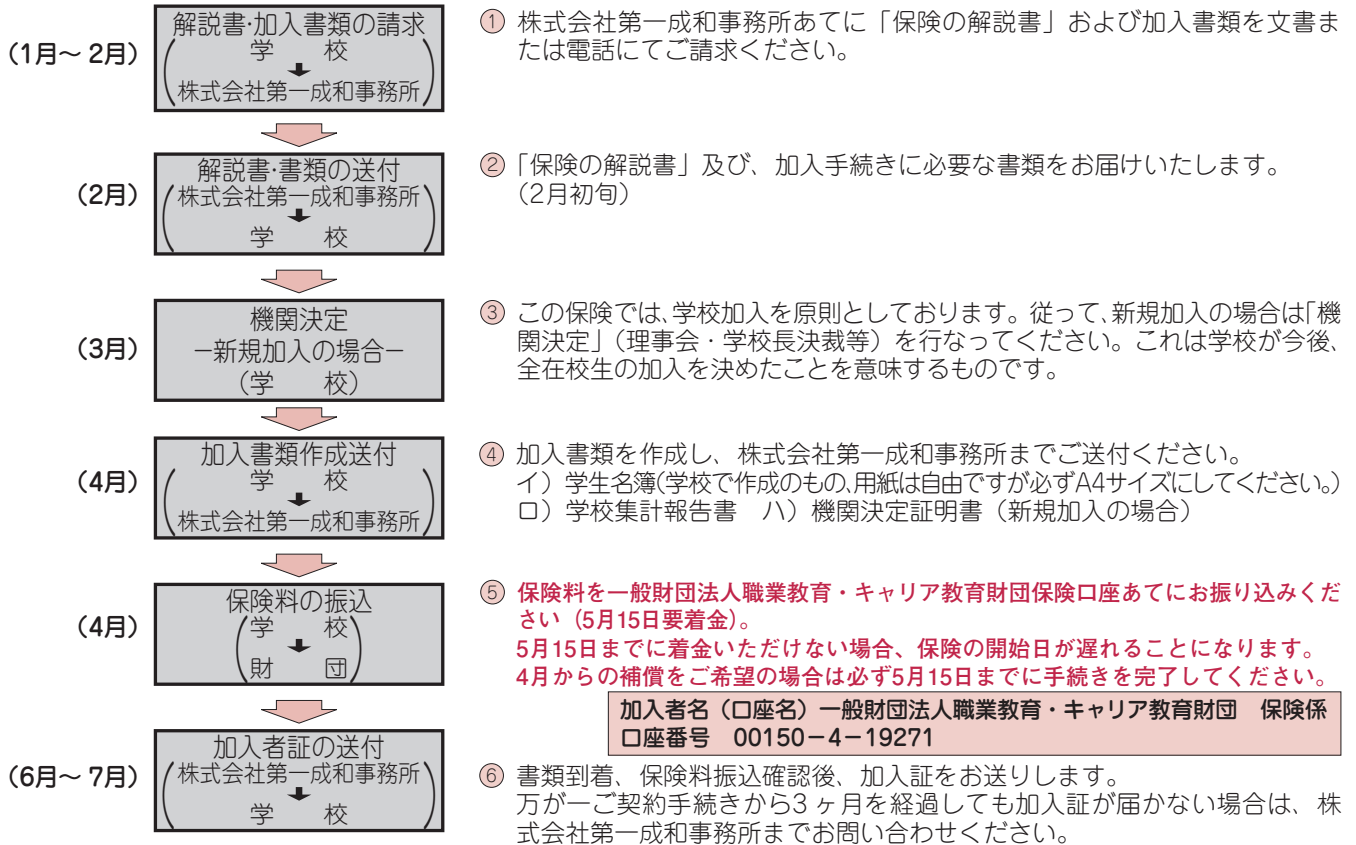 (1月～2月)
解説書・加入書類の請求
学　　校
株式会社第一成和事務所
① 株式会社第一成和事務所あてに「保険の解説書」および加入書類を文書ま
たは電話にてご請求ください。
(2月)
解説書・書類の送付
株式会社第一成和事務所
学　　校
②「保険の解説書」及び、加入手続きに必要な書類をお届けいたします。
(2月初旬)
(3月)
機関決定
－新規加入の場合－
(学　　校)
③ この保険では、学校加入を原則としております。従って、新規加入の場合は「機
関決定」（理事会・学校長決裁等）を行なってください。これは学校が今後、
全在校生の加入を決めたことを意味するものです。
(4月)
加入書類作成送付
学　　校
株式会社第一成和事務所
④ 加入書類を作成し、株式会社第一成和事務所までご送付ください。
イ）学生名簿(学校で作成のもの、用紙は自由ですが必ずA4サイズにしてください。)
ロ）学校集計報告書　ハ）機関決定証明書（新規加入の場合）
(4月)
保険料の振込
学　　校
財　　団
⑤ 保険料を一般財団法人職業教育・キャリア教育財団保険口座あてにお振り込みくだ
さい（5月15日要着金）。
5月15日までに着金いただけない場合、保険の開始日が遅れることになります。
4月からの補償をご希望の場合は必ず5月15日までに手続きを完了してください。
加入者名（口座名）一般財団法人職業教育・キャリア教育財団　保険係
口座番号　00150－4－19271
(6月～7月)
加入者証の送付
株式会社第一成和事務所
学　　校
⑥ 書類到着、保険料振込確認後、加入証をお送りします。
万が一ご契約手続きから3ヶ月を経過しても加入証が届かない場合は、株
式会社第一成和事務所までお問い合わせください。